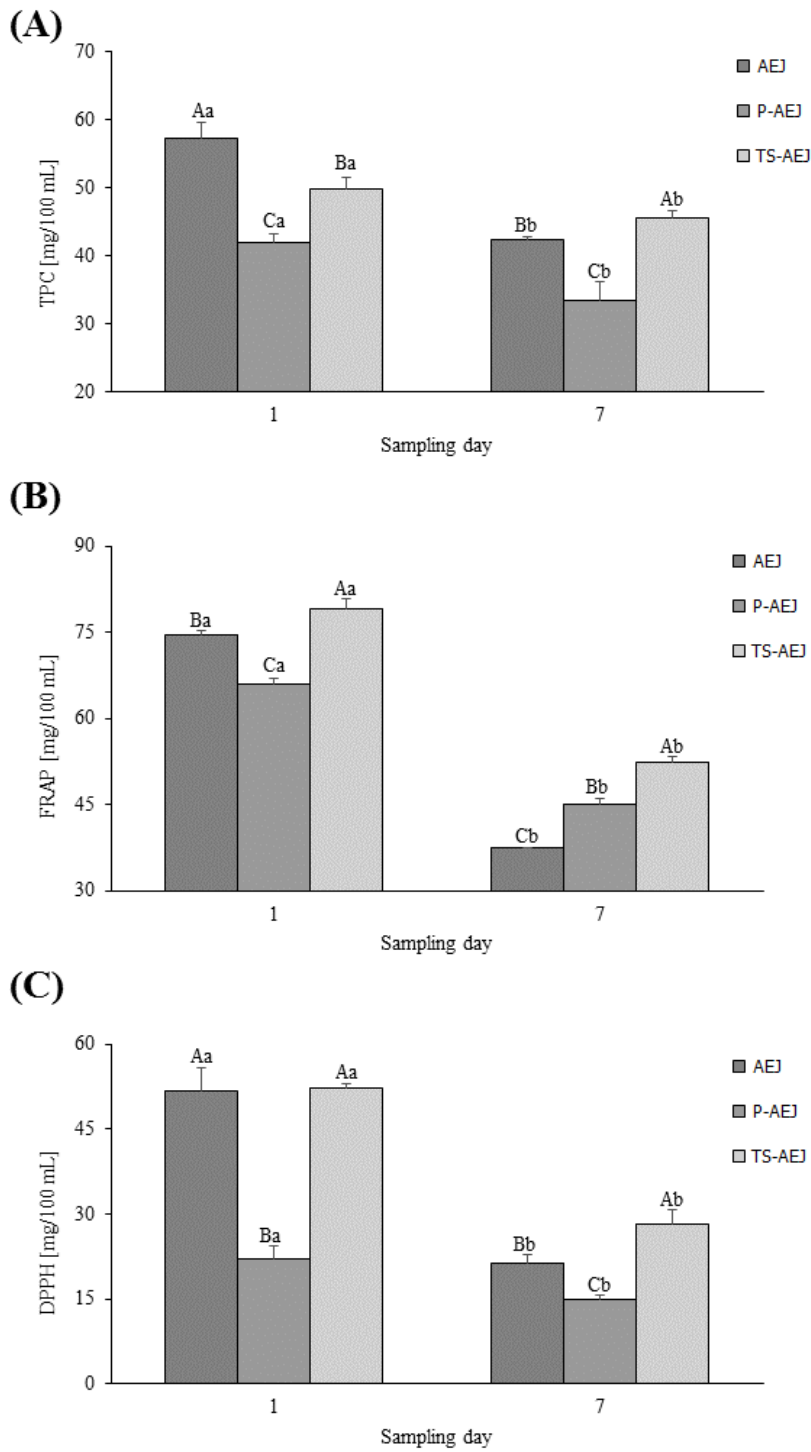 (A)
70
60
50
40
30
20
TPC [mg/100 mL]
Aa
Ca
Ba
Bb
Cb
Ab
1
7
Sampling day
AEJ
P-AEJ
TS-AEJ
(B)
90
75
60
45
30
FRAP [mg/100 mL]
Ba
Ca
Aa
Cb
Bb
Ab
1
7
Sampling day
AEJ
P-AEJ
TS-AEJ
(C)
60
45
30
15
0
DPPH [mg/100 mL]
Aa
Ba
Aa
Bb
Cb
Ab
1
7
Sampling day
AEJ
P-AEJ
TS-AEJ